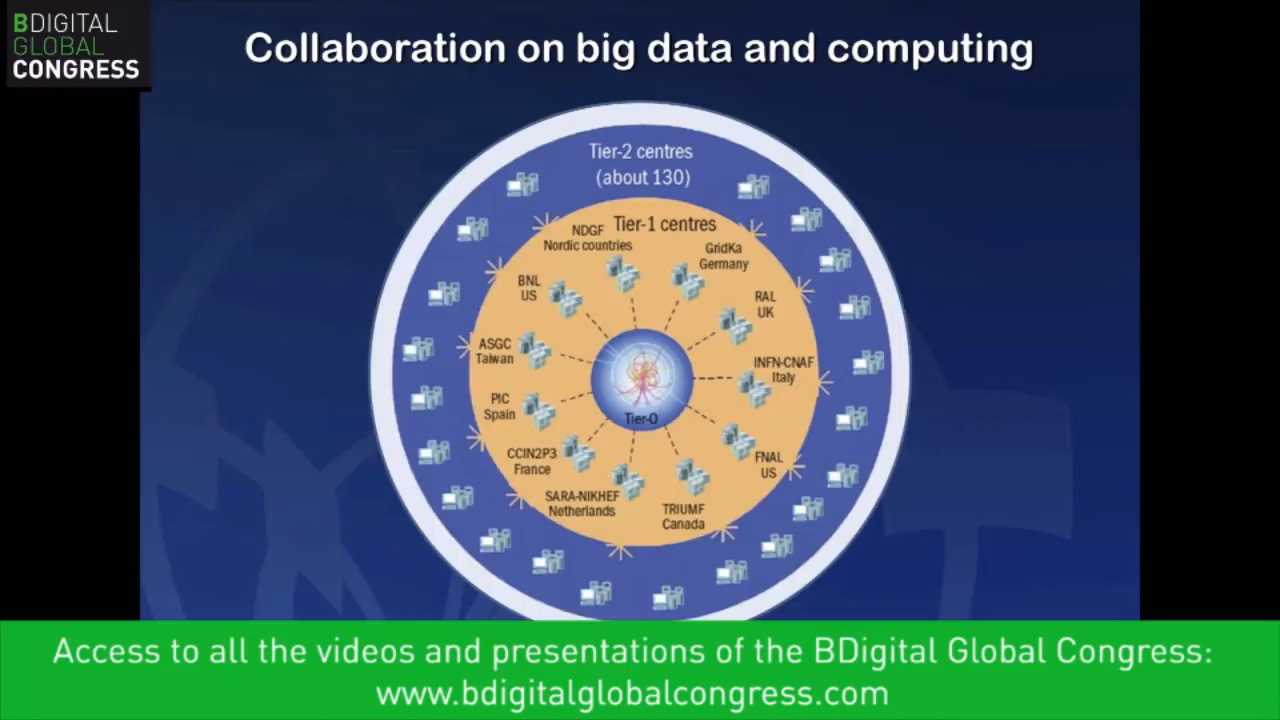 BDIGITAL
GLOBAL
CONGRESS
Collaboration on big data and computing
Tier-2 centres
(about 130)
Tier-1 centres
NDGF
Nordic countries
GridKa
Germany
BNL
US
RAL
UK
ASGC
Taiwan
INFN-CNAF
Italy
PIC
Spain
Tier-0
CCIN2P3
France
FNAL
US
SARA-NIKHEF
Netherlands
TRIUMF
Canada
Access to all the videos and presentations of the BDigital Global Congress:
www.bdigitalglobalcongress.com